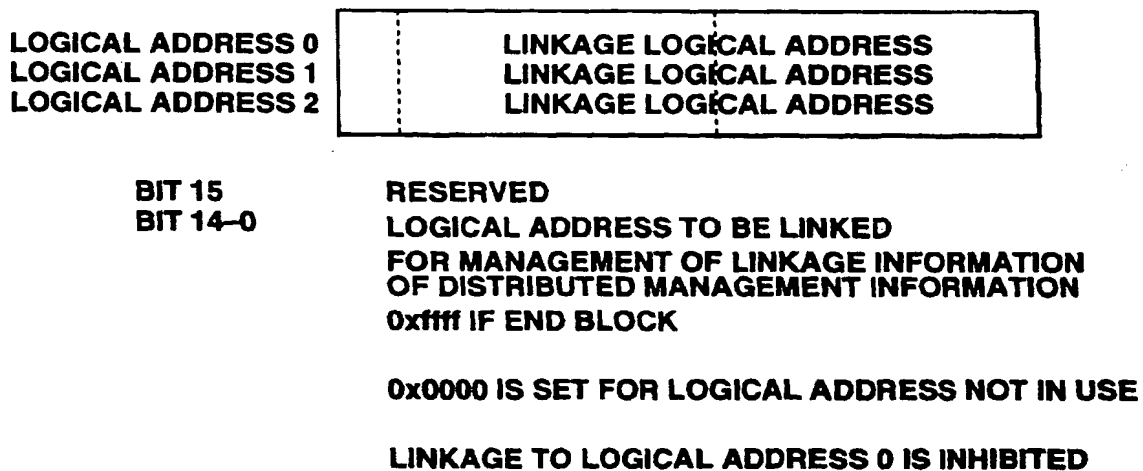 LOGICAL ADDRESS 0 LINKAGE LOGICAL ADDRESS
LOGICAL ADDRESS 1 LINKAGE LOGICAL ADDRESS
LOGICAL ADDRESS 2 LINKAGE LOGICAL ADDRESS
BIT 15 RESERVED
BIT 14–0 LOGICAL ADDRESS TO BE LINKED
FOR MANAGEMENT OF LINKAGE INFORMATION
OF DISTRIBUTED MANAGEMENT INFORMATION
0xffff IF END BLOCK
0x0000 IS SET FOR LOGICAL ADDRESS NOT IN USE
LINKAGE TO LOGICAL ADDRESS 0 IS INHIBITED